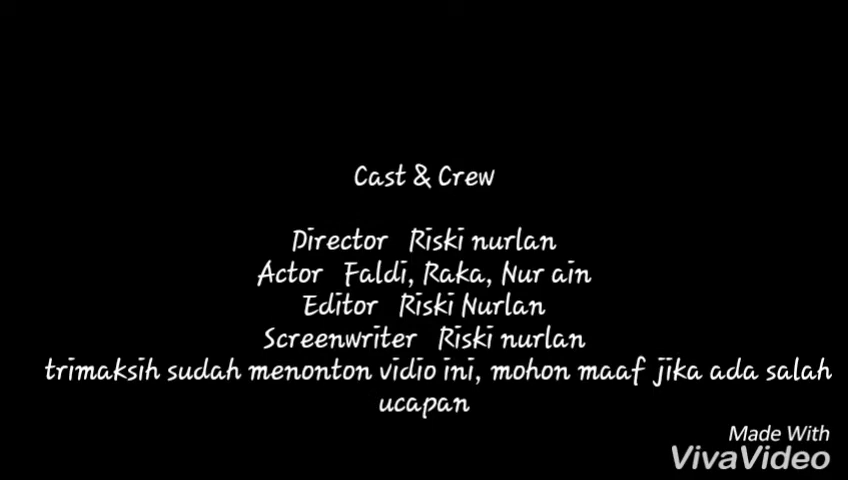 Cast & Crew
Director Riski nurlan
Actor Faldi, Raka, Nur ain
Editor Riski Nurlan
Screenwriter Riski nurlan
trimaksih sudah menonton vidio ini, mohon maaf jika ada salah
ucapan
Made With
VivaVideo